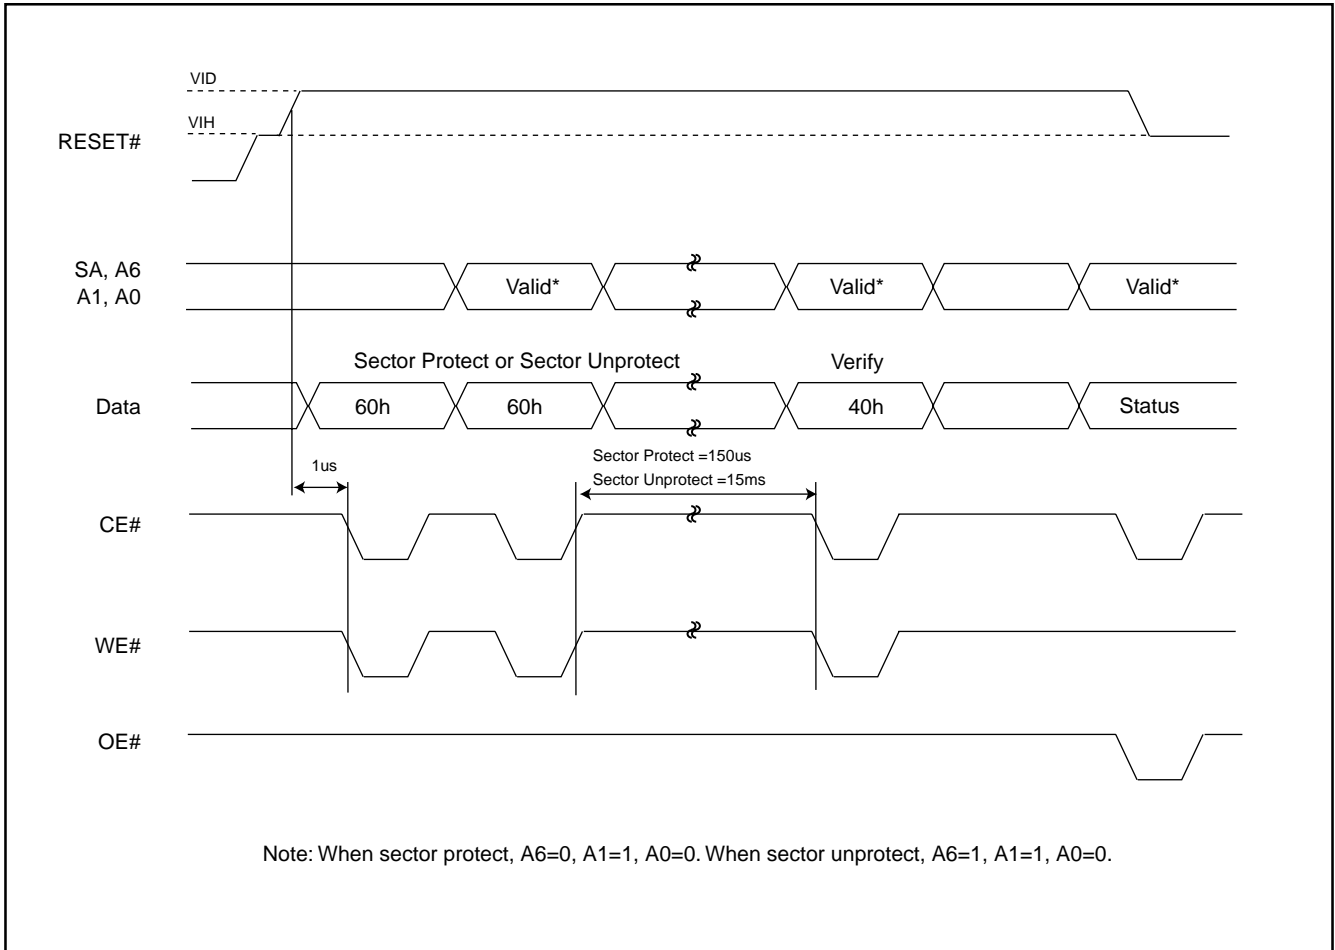 VID
VIH
RESET#
SA, A6
A1, A0
Valid*
Valid*
Valid*
Sector Protect or Sector Unprotect
Verify
Data
60h
60h
40h
Status
1us
Sector Protect =150us
Sector Unprotect =15ms
CE#
WE#
OE#
Note: When sector protect, A6=0, A1=1, A0=0. When sector unprotect, A6=1, A1=1, A0=0.